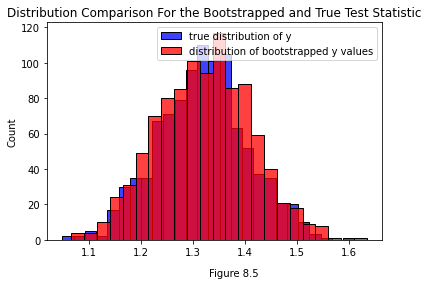 Distribution Comparison For the Bootstrapped and True Test Statistic
true distribution of y
distribution of bootstrapped y values
120
100
80
60
40
20
0
Count
1.1 1.2 1.3 1.4 1.5 1.6
Figure 8.5